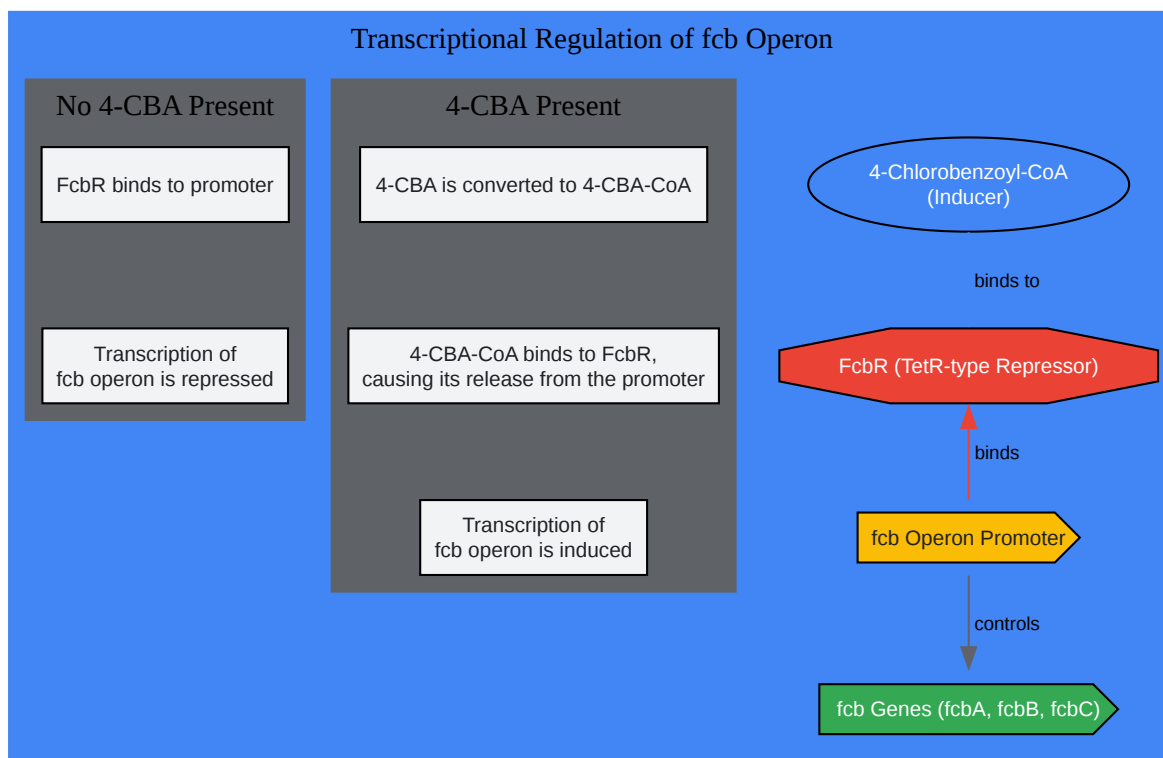 Transcriptional Regulation of fcb Operon
No 4-CBA Present
FcbR binds to promoter
Transcription of
fcb operon is repressed
4-CBA Present
4-CBA is converted to 4-CBA-CoA
4-CBA-CoA binds to FcbR,
causing its release from the promoter
Transcription of
fcb operon is induced
4-Chlorobenzoyl-CoA
(Inducer)
binds to
FcbR (TetR-type Repressor)
binds
fcb Operon Promoter
controls
fcb Genes (fcbA, fcbB, fcbC)